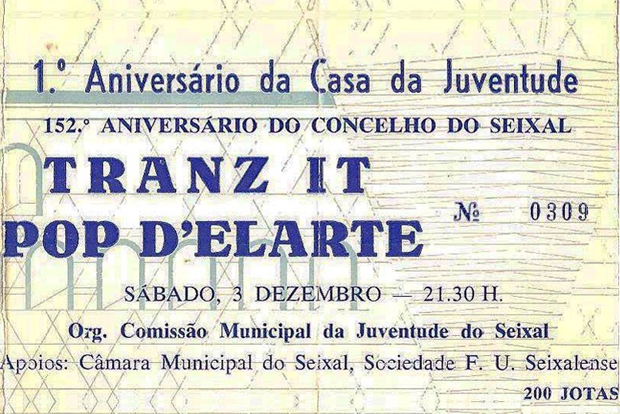 1.º Aniversário da Casa da Juventude
152.º ANIVERSÁRIO DO CONCELHO DO SEIXAL
TRANZ IT
POP D'ELARTE
Nº 0309
SÁBADO, 3 DEZEMBRO — 21.30 H.
Org. Comissão Municipal da Juventude do Seixal
Apoios: Câmara Municipal do Seixal, Sociedade F. U. Seixalense
200 JOTAS